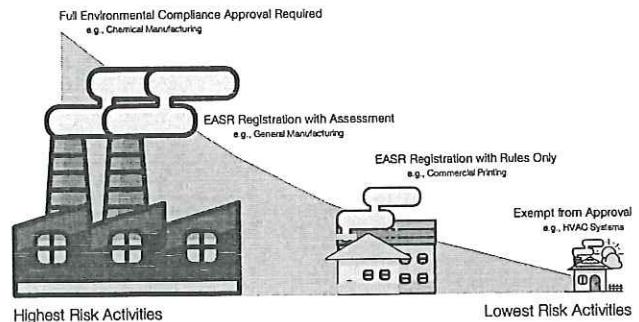 Full Environmental Compliance Approval Required
e.g., Chemical Manufacturing
EASR Registration with Assessment
e.g., General Manufacturing
EASR Registration with Rules Only
e.g., Commercial Printing
Exempt from Approval
e.g., HVAC Systems
Highest Risk Activities
Lowest Risk Activities